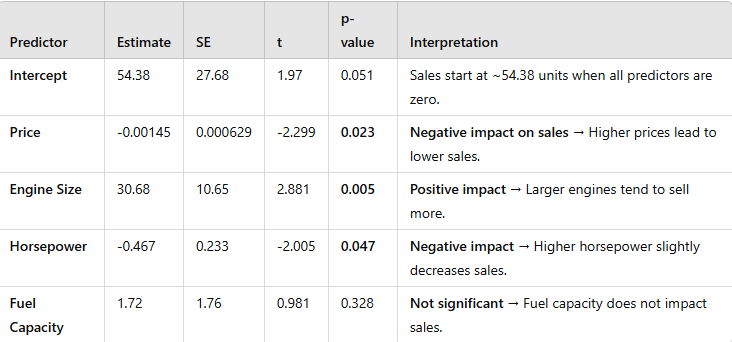 Predictor Estimate SE t p-value Interpretation
Intercept 54.38 27.68 1.97 0.051 Sales start at ~54.38 units when all predictors are
zero.
Price -0.00145 0.000629 -2.299 0.023 Negative impact on sales → Higher prices lead to
lower sales.
Engine Size 30.68 10.65 2.881 0.005 Positive impact → Larger engines tend to sell
more.
Horsepower -0.467 0.233 -2.005 0.047 Negative impact → Higher horsepower slightly
decreases sales.
Fuel 1.72 1.76 0.981 0.328 Not significant → Fuel capacity does not impact
Capacity sales.